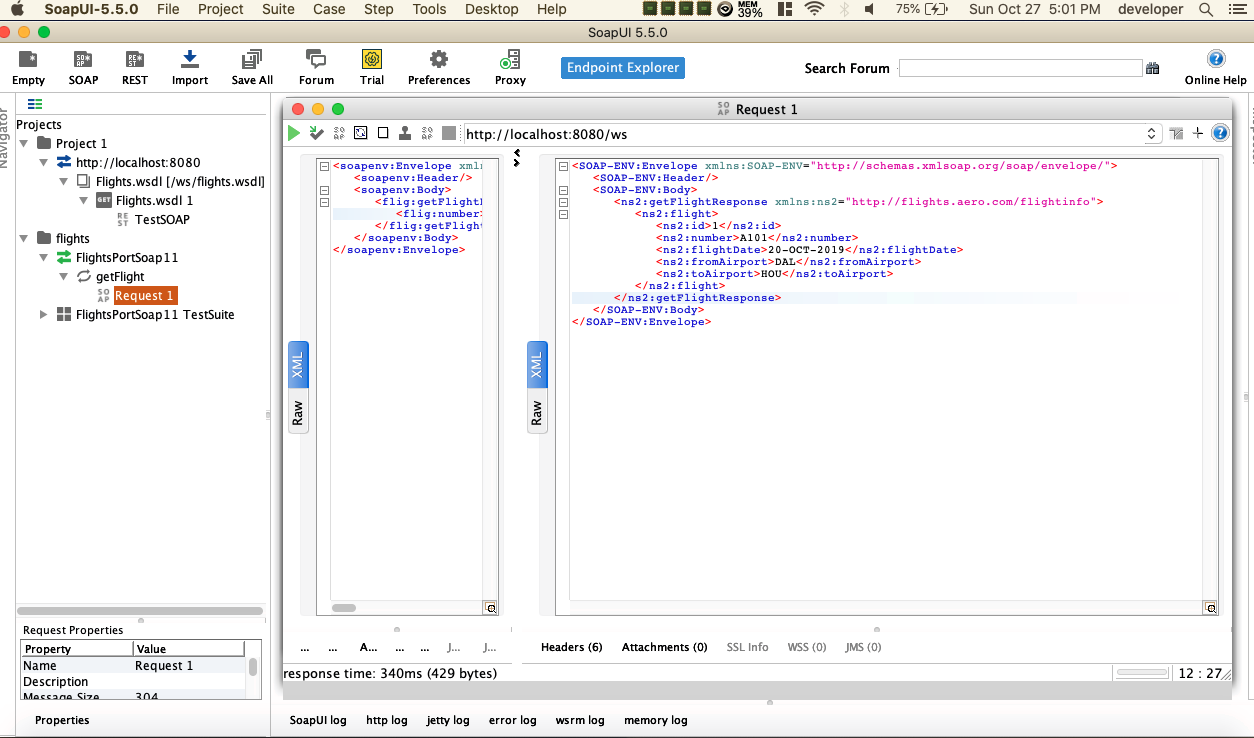 SoapUI-5.5.0 File Project Suite Case Step Tools Desktop Help MEM 39% 75% Sun Oct 27 5:01 PM developer
SoapUI 5.5.0
Empty SOAP REST Import Save All Forum Trial Preferences Proxy Endpoint Explorer Search Forum Online Help
Navigator
Projects
Project 1
http://localhost:8080
Flights.wsdl [/ws/flights.wsdl]
GET Flights.wsdl 1
REST TestSOAP
flights
FlightsPortSoap11
getFlight
SOAP Request 1
FlightsPortSoap11 TestSuite
Request Properties
Property Value
Name Request 1
Description
Message Size 304
Properties
SOAP Request 1
http://localhost:8080/ws
XML
Raw
<soapenv:Envelope xmln
<soapenv:Header/>
<soapenv:Body>
<flig:getFlight
<flig:number>
</flig:getFlight
</soapenv:Body>
</soapenv:Envelope>
XML
Raw
<SOAP-ENV:Envelope xmlns:SOAP-ENV="http://schemas.xmlsoap.org/soap/envelope/">
<SOAP-ENV:Header/>
<SOAP-ENV:Body>
<ns2:getFlightResponse xmlns:ns2="http://flights.aero.com/flightinfo">
<ns2:flight>
<ns2:id>1</ns2:id>
<ns2:number>A101</ns2:number>
<ns2:flightDate>20-OCT-2019</ns2:flightDate>
<ns2:fromAirport>DAL</ns2:fromAirport>
<ns2:toAirport>HOU</ns2:toAirport>
</ns2:flight>
</ns2:getFlightResponse>
</SOAP-ENV:Body>
</SOAP-ENV:Envelope>
... ... A... ... ... J... J...
Headers (6) Attachments (0) SSL Info WSS (0) JMS (0)
response time: 340ms (429 bytes) 12 : 27
SoapUI log http log jetty log error log wsrm log memory log